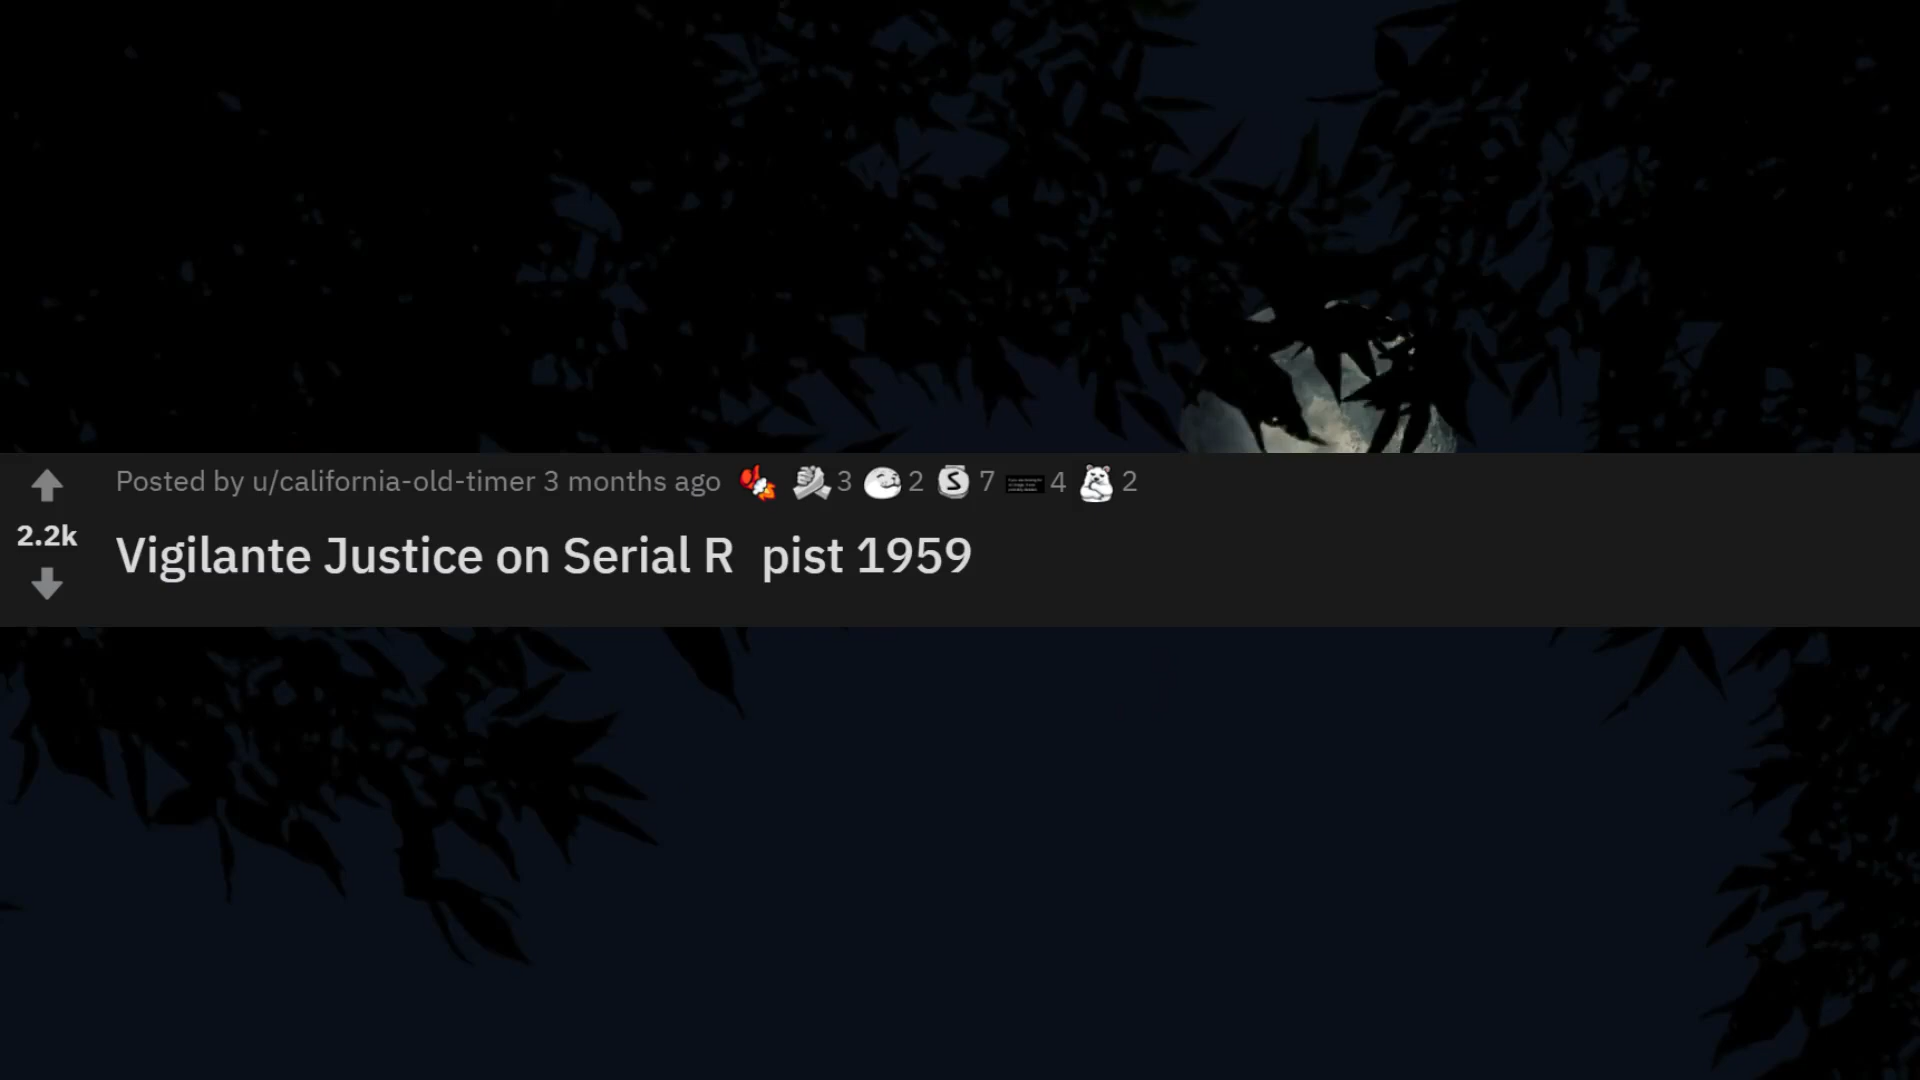 Posted by u/california-old-timer 3 months ago 3 2 S 7 4 2
2.2k
Vigilante Justice on Serial R pist 1959